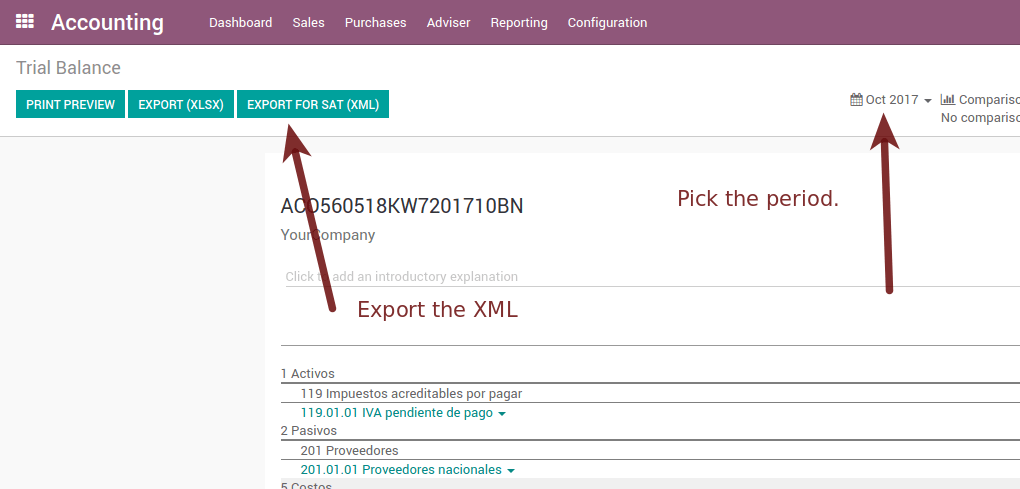 Accounting Dashboard Sales Purchases Adviser Reporting Configuration
Trial Balance
PRINT PREVIEW EXPORT (XLSX) EXPORT FOR SAT (XML) Oct 2017 Compariso
No compariso
Pick the period.
ACO560518KW7201710BN
YourCompany
Click to add an introductory explanation
Export the XML
1 Activos
119 Impuestos acreditables por pagar
119.01.01 IVA pendiente de pago
2 Pasivos
201 Proveedores
201.01.01 Proveedores nacionales
5 Costos